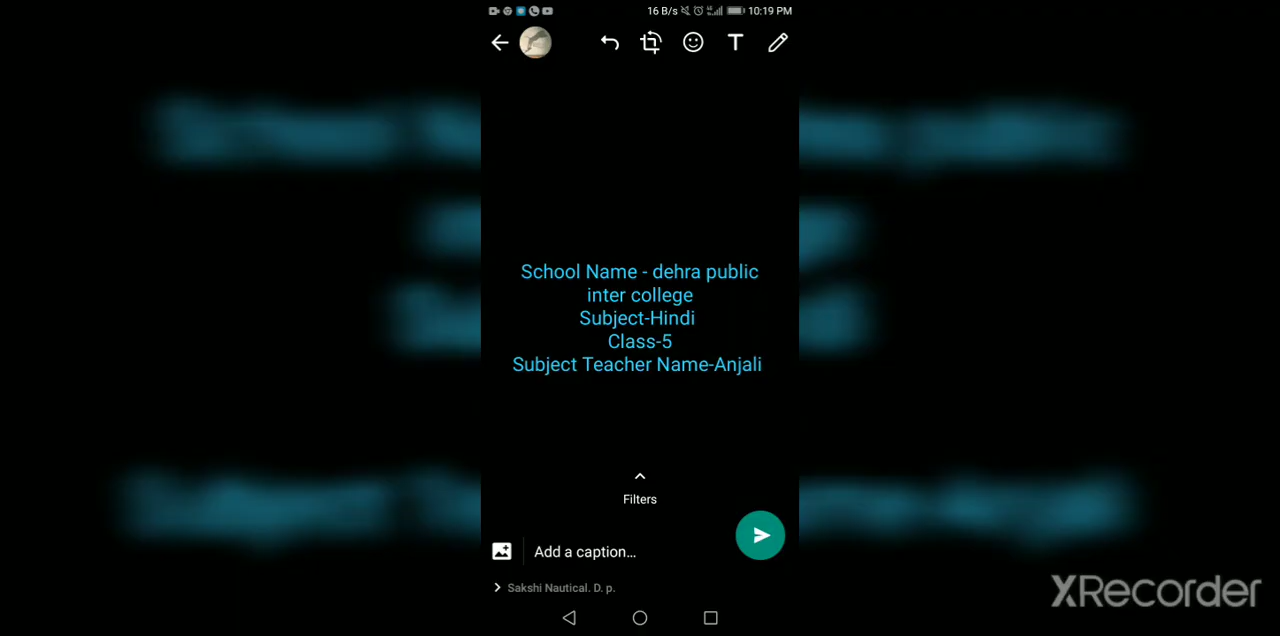 16 B/s 10:19 PM
T
School Name - dehra public
inter college
Subject-Hindi
Class-5
Subject Teacher Name-Anjali
Filters
Add a caption...
Sakshi Nautical. D. p.
XRecorder